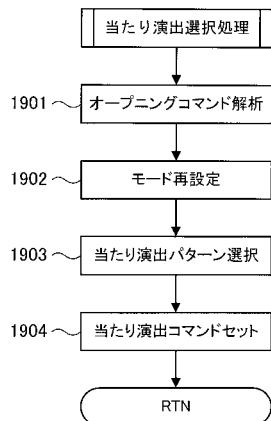 当たり演出選択処理
1901 オープニングコマンド解析
1902 モード再設定
1903 当たり演出パターン選択
1904 当たり演出コマンドセット
RTN